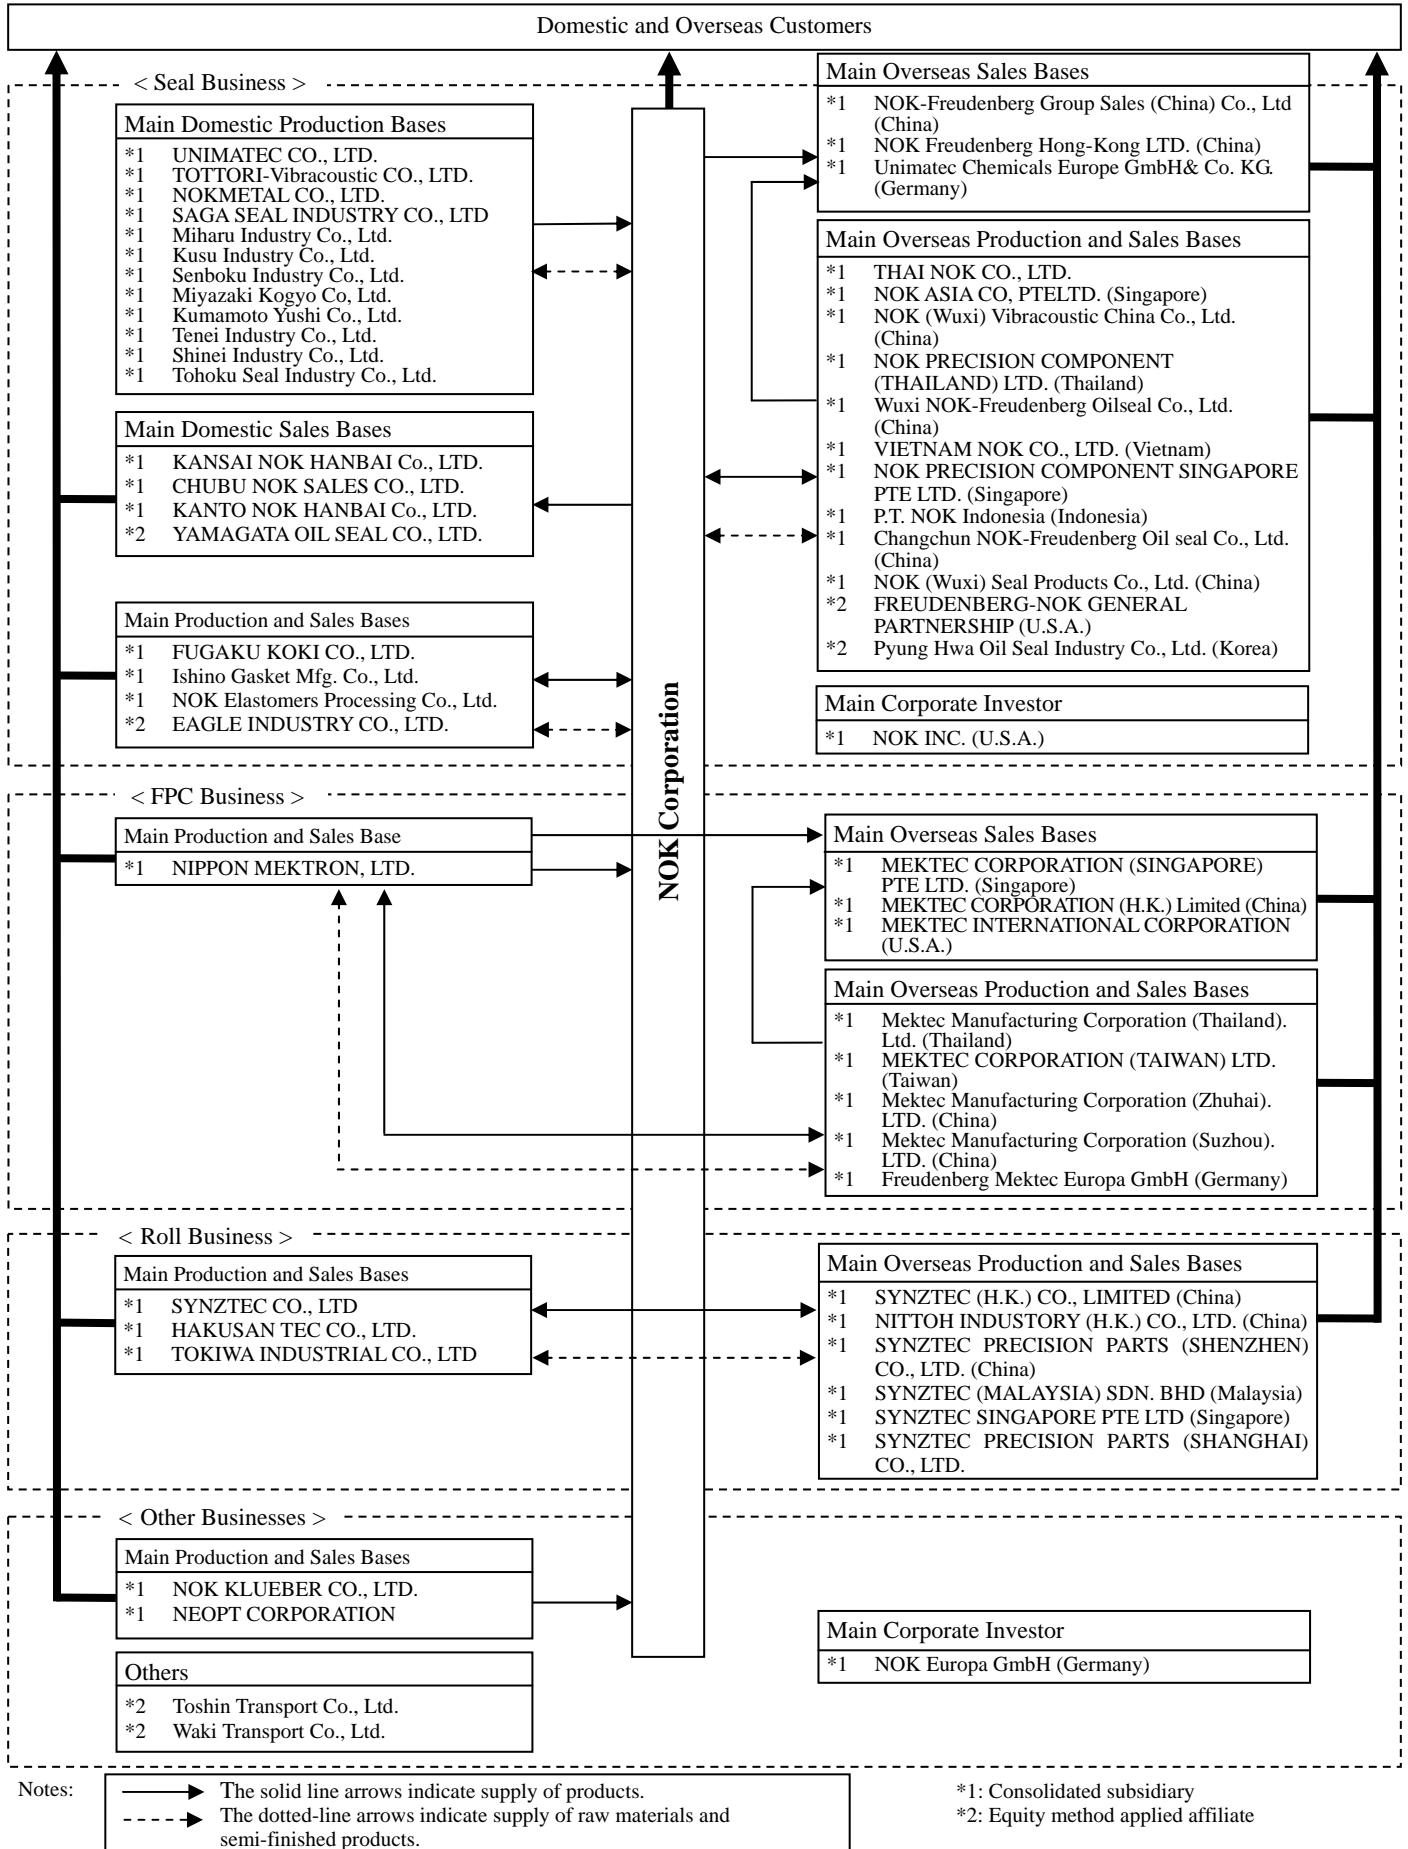 Domestic and Overseas Customers
< Seal Business >
Main Domestic Production Bases
*1 UNIMATEC CO., LTD.
*1 TOTTORI-Vibracoustic CO., LTD.
*1 NOKMETAL CO., LTD.
*1 SAGA SEAL INDUSTRY CO., LTD
*1 Miharu Industry Co., Ltd.
*1 Kusu Industry Co., Ltd.
*1 Senboku Industry Co., Ltd.
*1 Miyazaki Kogyo Co, Ltd.
*1 Kumamoto Yushi Co., Ltd.
*1 Tenei Industry Co., Ltd.
*1 Shinei Industry Co., Ltd.
*1 Tohoku Seal Industry Co., Ltd.
Main Domestic Sales Bases
*1 KANSAI NOK HANBAI Co., LTD.
*1 CHUBU NOK SALES CO., LTD.
*1 KANTO NOK HANBAI Co., LTD.
*2 YAMAGATA OIL SEAL CO., LTD.
Main Production and Sales Bases
*1 FUGAKU KOKI CO., LTD.
*1 Ishino Gasket Mfg. Co., Ltd.
*1 NOK Elastomers Processing Co., Ltd.
*2 EAGLE INDUSTRY CO., LTD.
NOK Corporation
Main Overseas Sales Bases
*1 NOK-Freudenberg Group Sales (China) Co., Ltd
(China)
*1 NOK Freudenberg Hong-Kong LTD. (China)
*1 Unimatec Chemicals Europe GmbH& Co. KG.
(Germany)
Main Overseas Production and Sales Bases
*1 THAI NOK CO., LTD.
*1 NOK ASIA CO, PTELTD. (Singapore)
*1 NOK (Wuxi) Vibracoustic China Co., Ltd.
(China)
*1 NOK PRECISION COMPONENT
(THAILAND) LTD. (Thailand)
*1 Wuxi NOK-Freudenberg Oilseal Co., Ltd.
(China)
*1 VIETNAM NOK CO., LTD. (Vietnam)
*1 NOK PRECISION COMPONENT SINGAPORE
PTE LTD. (Singapore)
*1 P.T. NOK Indonesia (Indonesia)
*1 Changchun NOK-Freudenberg Oil seal Co., Ltd.
(China)
*1 NOK (Wuxi) Seal Products Co., Ltd. (China)
*2 FREUDENBERG-NOK GENERAL
PARTNERSHIP (U.S.A.)
*2 Pyung Hwa Oil Seal Industry Co., Ltd. (Korea)
Main Corporate Investor
*1 NOK INC. (U.S.A.)
< FPC Business >
Main Production and Sales Base
*1 NIPPON MEKTRON, LTD.
Main Overseas Sales Bases
*1 MEKTEC CORPORATION (SINGAPORE)
PTE LTD. (Singapore)
*1 MEKTEC CORPORATION (H.K.) Limited (China)
*1 MEKTEC INTERNATIONAL CORPORATION
(U.S.A.)
Main Overseas Production and Sales Bases
*1 Mektec Manufacturing Corporation (Thailand).
Ltd. (Thailand)
*1 MEKTEC CORPORATION (TAIWAN) LTD.
(Taiwan)
*1 Mektec Manufacturing Corporation (Zhuhai).
LTD. (China)
*1 Mektec Manufacturing Corporation (Suzhou).
LTD. (China)
*1 Freudenberg Mektec Europa GmbH (Germany)
< Roll Business >
Main Production and Sales Bases
*1 SYNZTEC CO., LTD
*1 HAKUSAN TEC CO., LTD.
*1 TOKIWA INDUSTRIAL CO., LTD
Main Overseas Production and Sales Bases
*1 SYNZTEC (H.K.) CO., LIMITED (China)
*1 NITTOH INDUSTORY (H.K.) CO., LTD. (China)
*1 SYNZTEC PRECISION PARTS (SHENZHEN)
CO., LTD. (China)
*1 SYNZTEC (MALAYSIA) SDN. BHD (Malaysia)
*1 SYNZTEC SINGAPORE PTE LTD (Singapore)
*1 SYNZTEC PRECISION PARTS (SHANGHAI)
CO., LTD.
< Other Businesses >
Main Production and Sales Bases
*1 NOK KLUEBER CO., LTD.
*1 NEOPT CORPORATION
Others
*2 Toshin Transport Co., Ltd.
*2 Waki Transport Co., Ltd.
Main Corporate Investor
*1 NOK Europa GmbH (Germany)
Notes:
The solid line arrows indicate supply of products.
The dotted-line arrows indicate supply of raw materials and
semi-finished products.
*1: Consolidated subsidiary
*2: Equity method applied affiliate